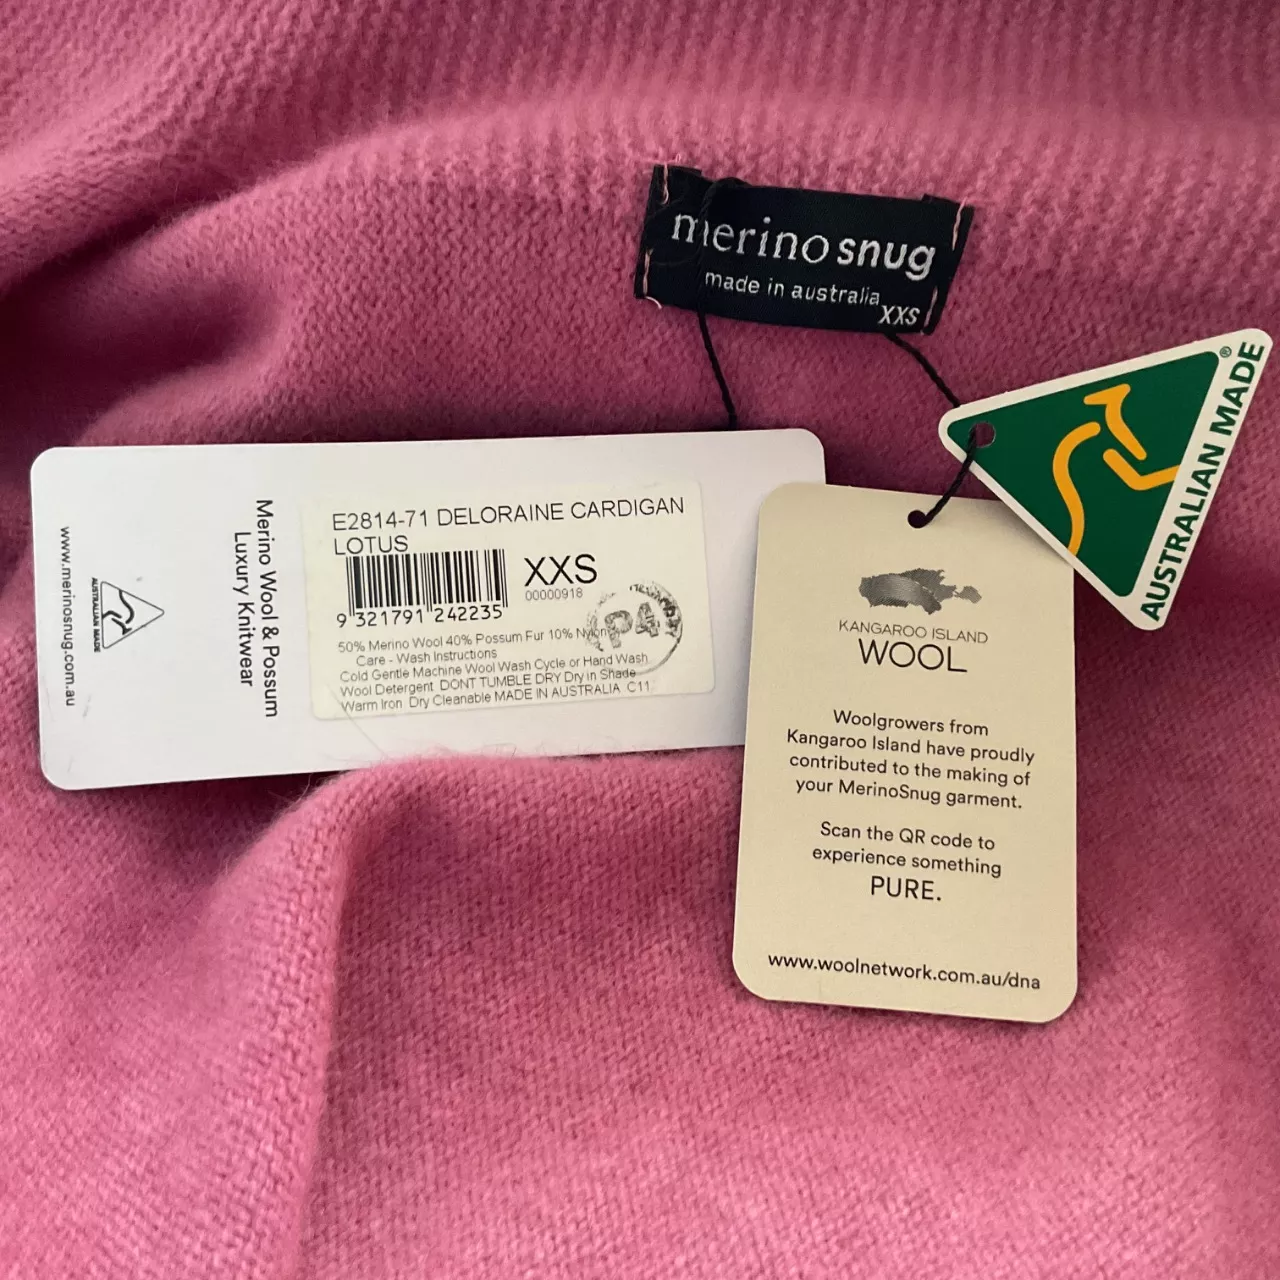 merino snug
made in australia
XXS
AUSTRALIAN MADE
®
www.merinosnug.com.au
AUSTRALIAN MADE
Merino Wool & Possum
Luxury Knitwear
E2814-71 DELORAINE CARDIGAN
LOTUS
XXS
00000918
9 321791 242235
P4
50% Merino Wool 40% Possum Fur 10% Nylon
Care - Wash Instructions
Cold Gentle Machine Wool Wash Cycle or Hand Wash
Wool Detergent DONT TUMBLE DRY Dry in Shade
Warm Iron Dry Cleanable MADE IN AUSTRALIA C11
KANGAROO ISLAND
WOOL
Woolgrowers from
Kangaroo Island have proudly
contributed to the making of
your MerinoSnug garment.
Scan the QR code to
experience something
PURE.
www.woolnetwork.com.au/dna